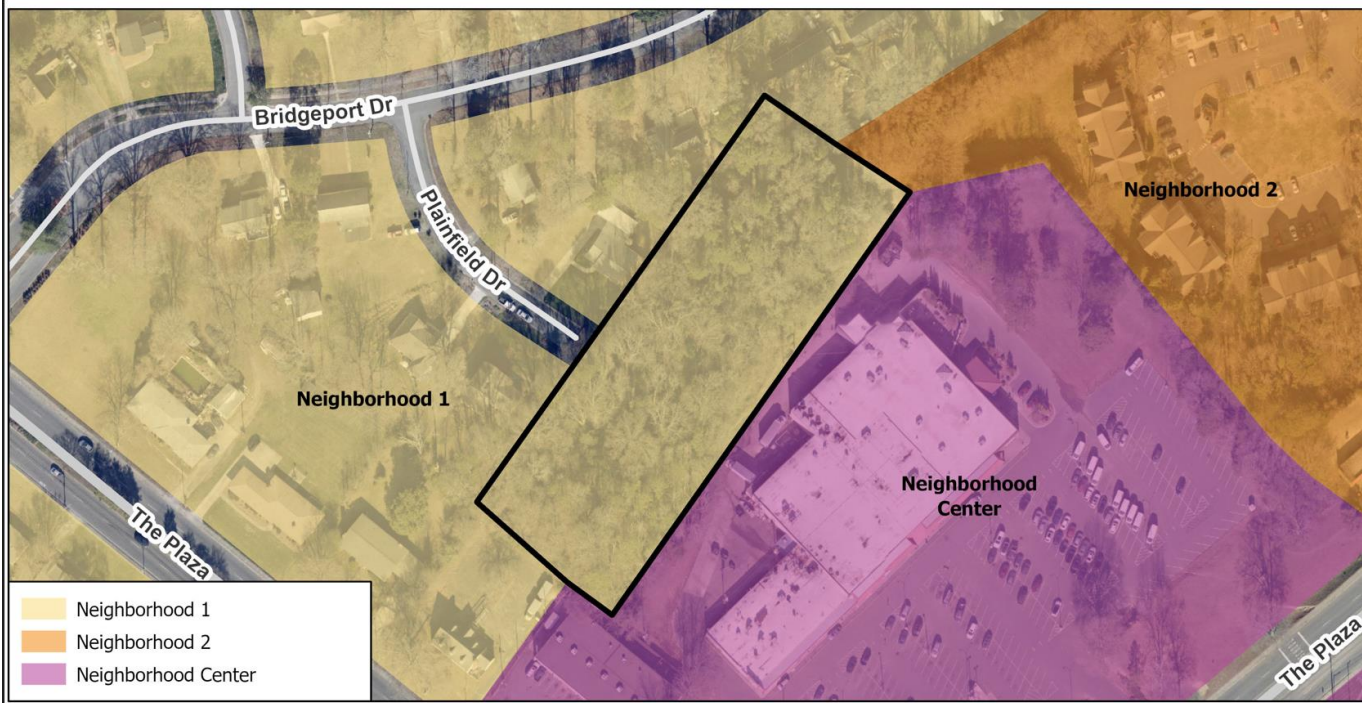 Bridgeport Dr
Plainfield Dr
Neighborhood 2
Neighborhood 1
Neighborhood
Center
The Plaza
The Plaza
Neighborhood 1
Neighborhood 2
Neighborhood Center